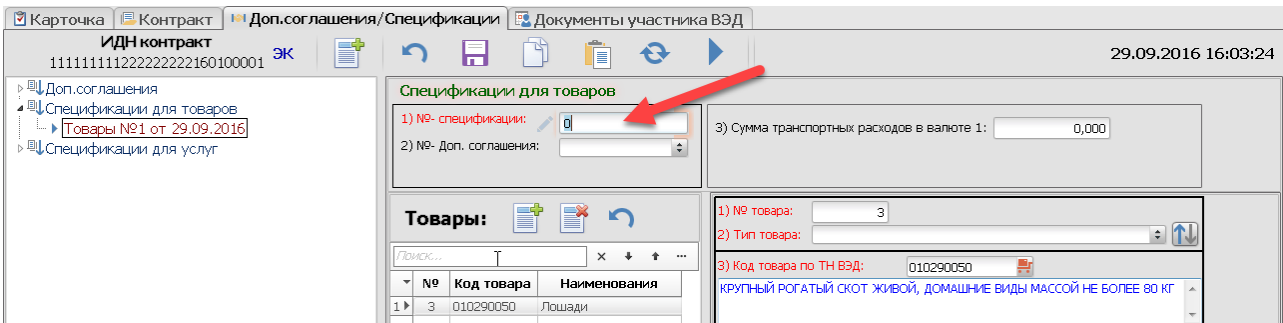 Карточка Контракт Доп.соглашения/Спецификации Документы участника ВЭД
ИДН контракт
11111111122222222160100001 ЭК
29.09.2016 16:03:24
Доп.соглашения
Спецификации для товаров
Товары №1 от 29.09.2016
Спецификации для услуг
Спецификации для товаров
1) №- спецификации: 0
2) №- Доп. соглашения:
3) Сумма транспортных расходов в валюте 1: 0,000
Товары:
Поиск...
№ Код товара Наименования
1 3 010290050 Лошади
1) № товара: 3
2) Тип товара:
3) Код товара по ТН ВЭД: 010290050
КРУПНЫЙ РОГАТЫЙ СКОТ ЖИВОЙ, ДОМАШНИЕ ВИДЫ МАССОЙ НЕ БОЛЕЕ 80 КГ